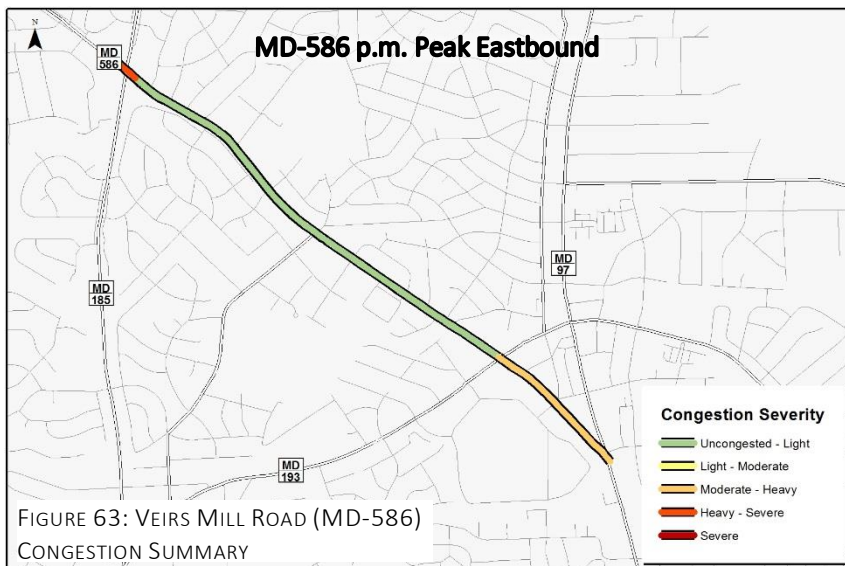 N
MD-586 p.m. Peak Eastbound
MD
586
MD
97
MD
185
MD
193
Congestion Severity
Uncongested - Light
Light - Moderate
Moderate - Heavy
Heavy - Severe
Severe
FIGURE 63: VEIRS MILL ROAD (MD-586)
CONGESTION SUMMARY